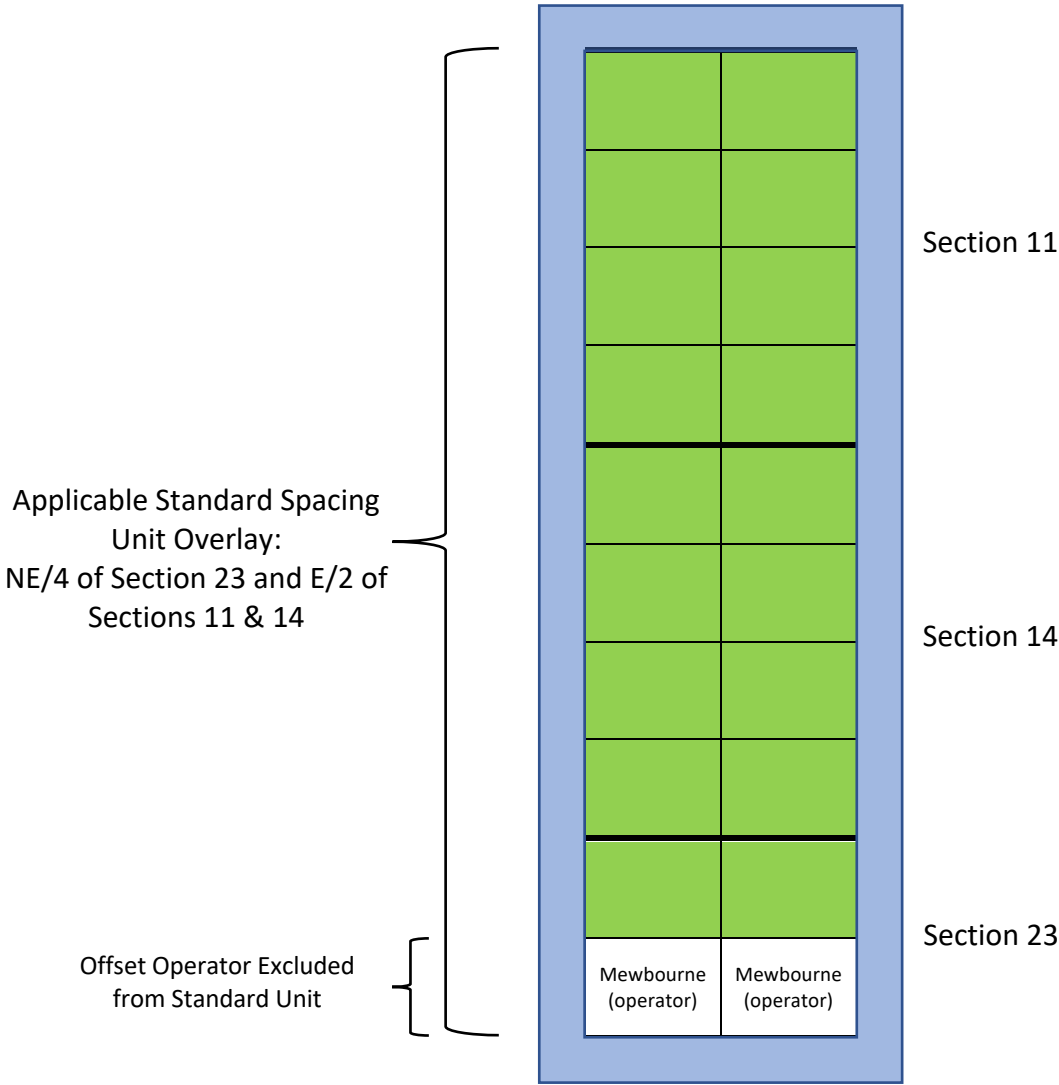 Section 11
Applicable Standard Spacing
Unit Overlay:
NE/4 of Section 23 and E/2 of
Sections 11 & 14
Section 14
Section 23
Offset Operator Excluded
from Standard Unit
Mewbourne
(operator)
Mewbourne
(operator)